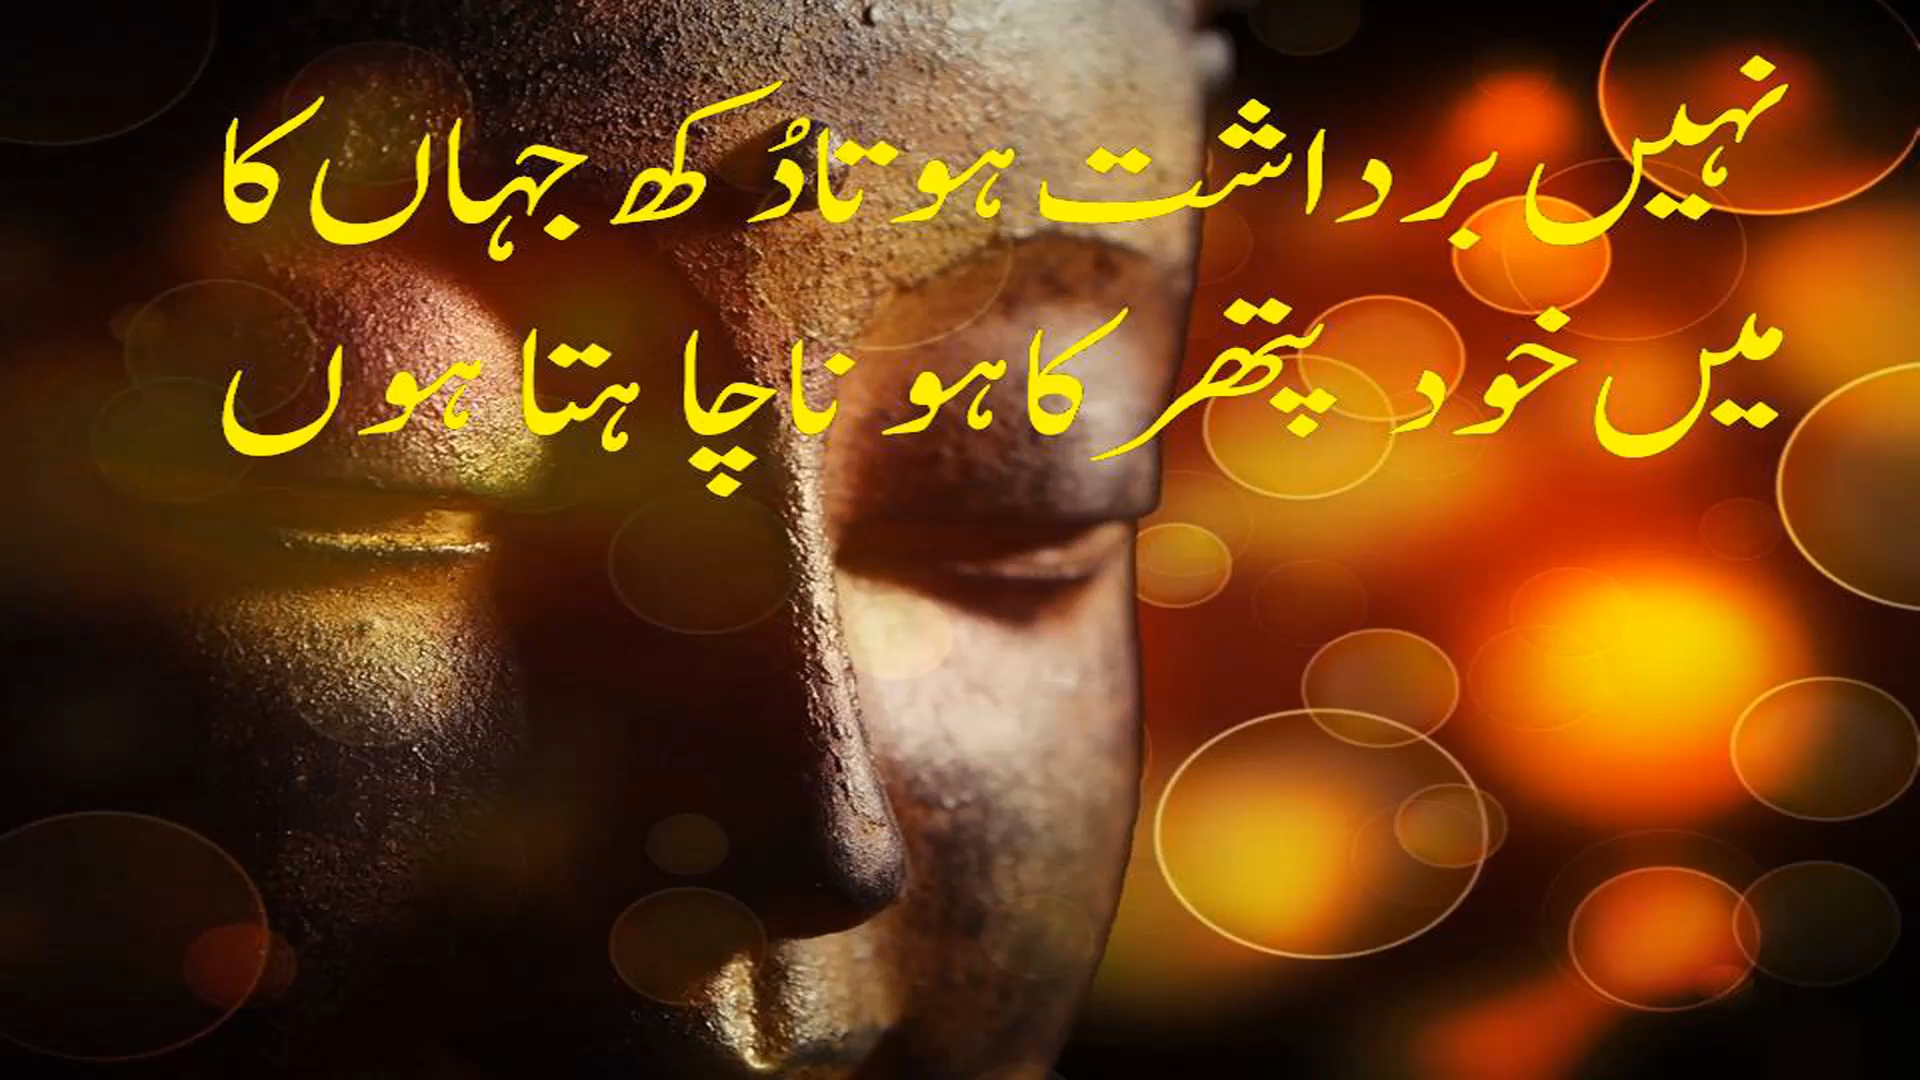 نہیں برداشت ہوتا دُکھ جہاں کا
میں خود پتھر کا ہونا چاہتا ہوں